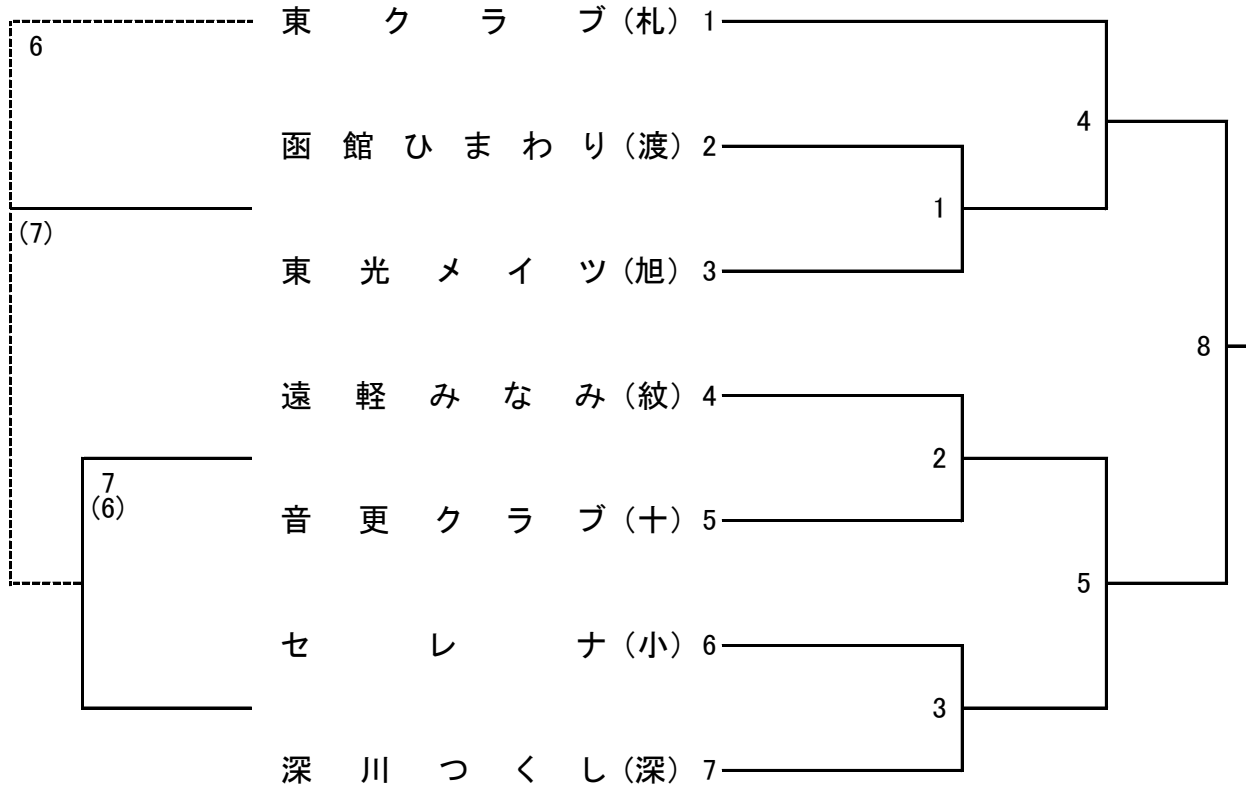 東クラブ(札) 1
6
4
函館ひまわり(渡) 2
1
(7)
東光メイツ(旭) 3
8
遠軽みなみ(紋) 4
2
7
(6)
音更クラブ(十) 5
5
セレナ(小) 6
3
深川つくし(深) 7